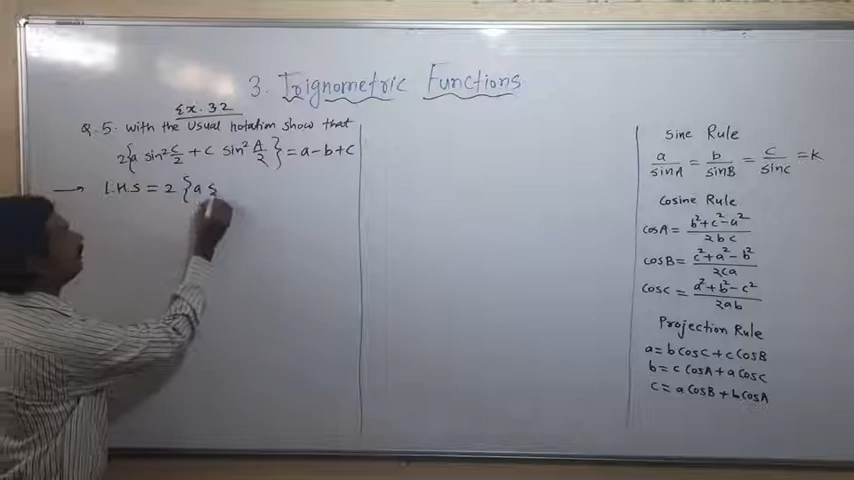 3. Trignometric Functions
Ex. 32
Q. 5. With the Usual notation Show that
2{a sin² C/2 + c sin² A/2} = a - b + c
→ L.H.S = 2 {a s
Sine Rule
a/sinA = b/sinB = c/sinC = K
Cosine Rule
cosA = b²+c²-a²/2bc
cosB = c²+a²-b²/2ca
cosC = a²+b²-c²/2ab
Projection Rule
a = b cosC + c cosB
b = c cosA + a cosC
c = a cosB + b cosA